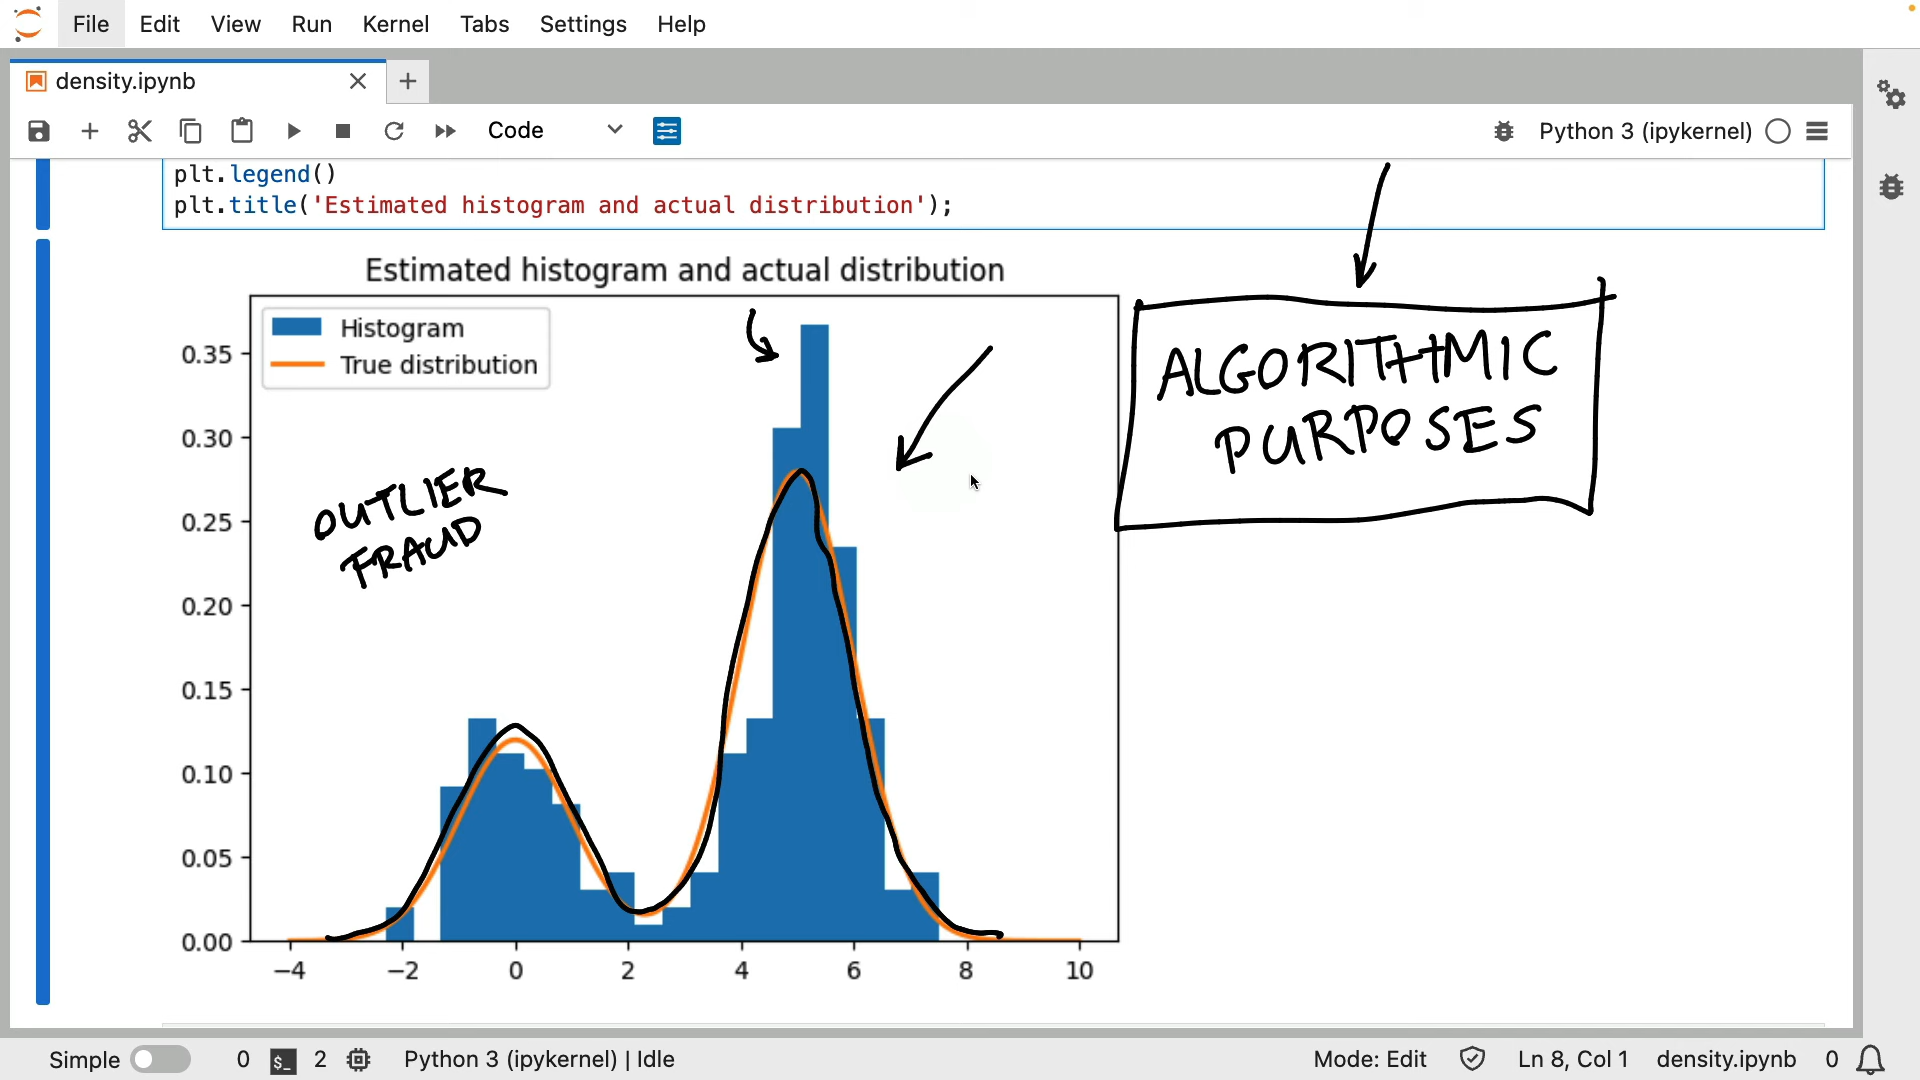 File Edit View Run Kernel Tabs Settings Help
density.ipynb
Code
Python 3 (ipykernel)
plt.legend()
plt.title('Estimated histogram and actual distribution');
Estimated histogram and actual distribution
Histogram
True distribution
0.35
0.30
0.25
0.20
0.15
0.10
0.05
0.00
−4 −2 0 2 4 6 8 10
OUTLIER
FRAUD
ALGORITHMIC
PURPOSES
Simple 0 $_ 2 Python 3 (ipykernel) | Idle Mode: Edit Ln 8, Col 1 density.ipynb 0